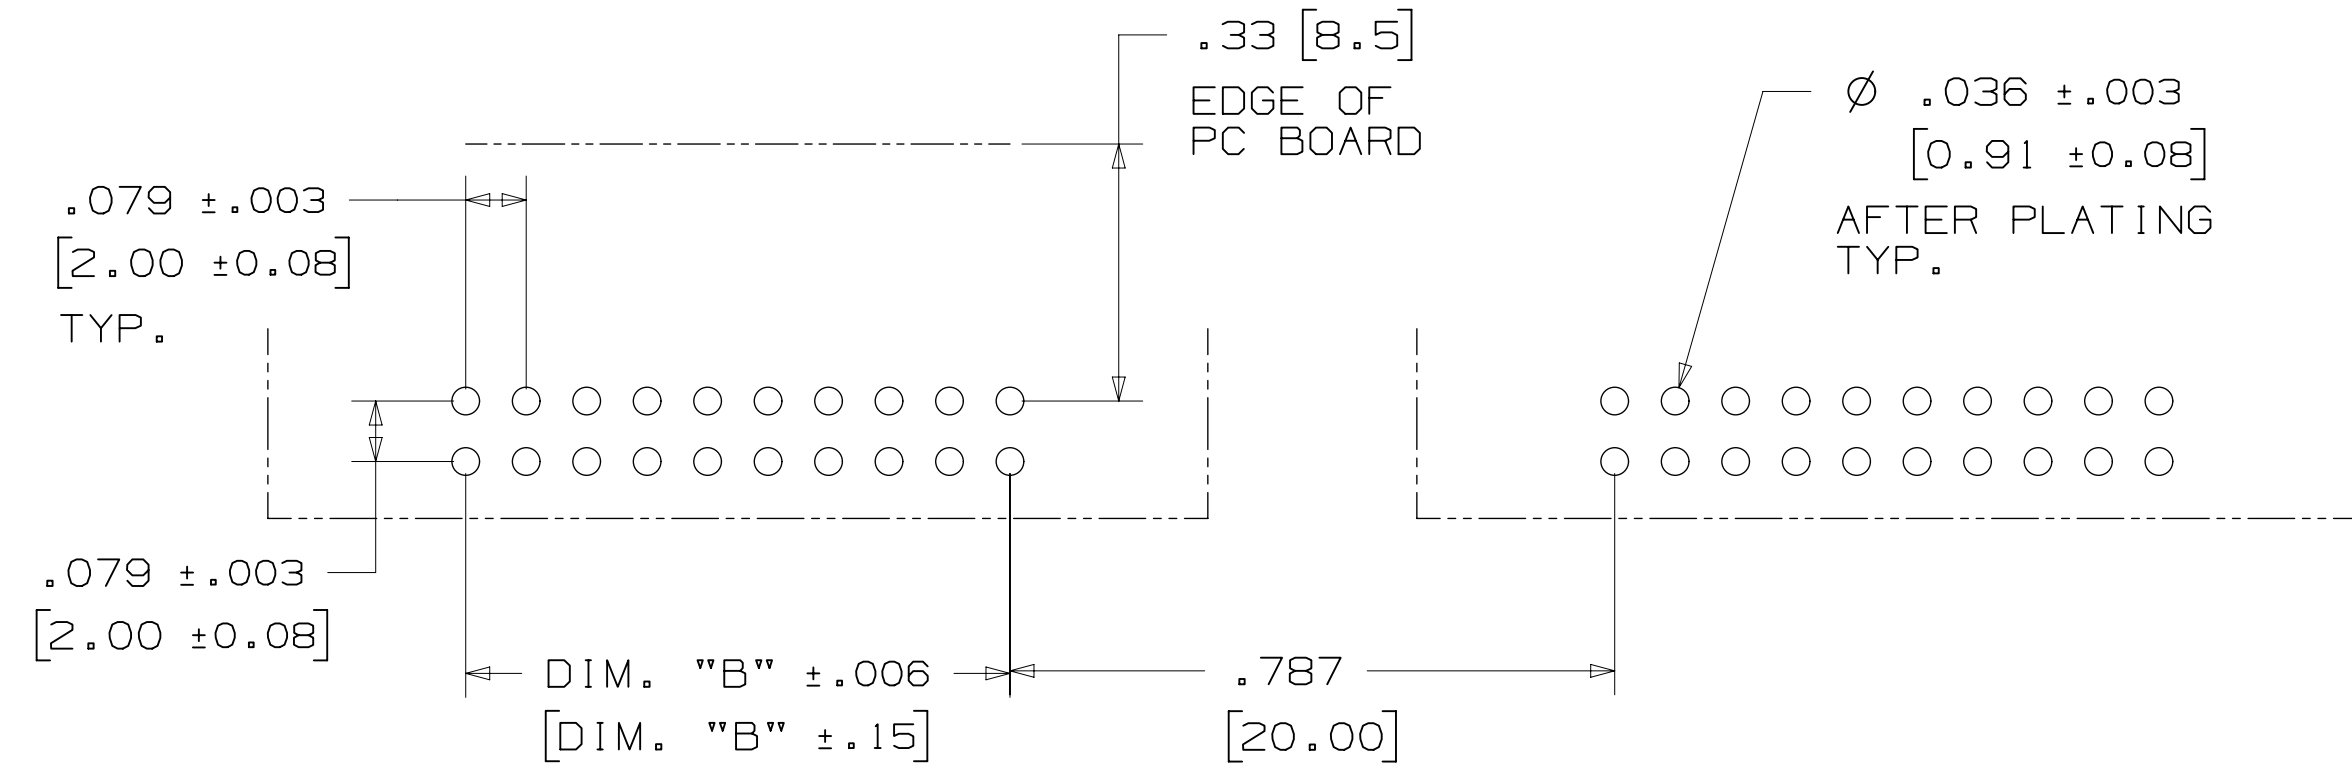 .33 [8.5]
EDGE OF
PC BOARD
Ø .036 ±.003
[0.91 ±0.08]
AFTER PLATING
TYP.
.079 ±.003
[2.00 ±0.08]
TYP.
.079 ±.003
[2.00 ±0.08]
DIM. "B" ±.006
[DIM. "B" ±.15]
.787
[20.00]